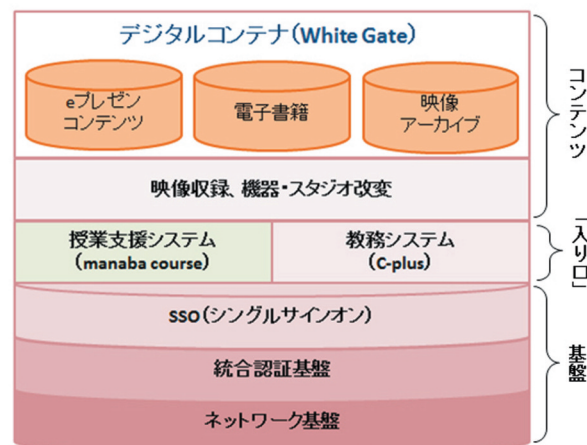 デジタルコンテナ(White Gate)
eプレゼン
コンテンツ
電子書籍
映像
アーカイブ
映像収録、機器・スタジオ改変
授業支援システム
(manaba course)
教務システム
(C-plus)
SSO(シングルサインオン)
統合認証基盤
ネットワーク基盤
コンテンツ
「入り口」
基盤